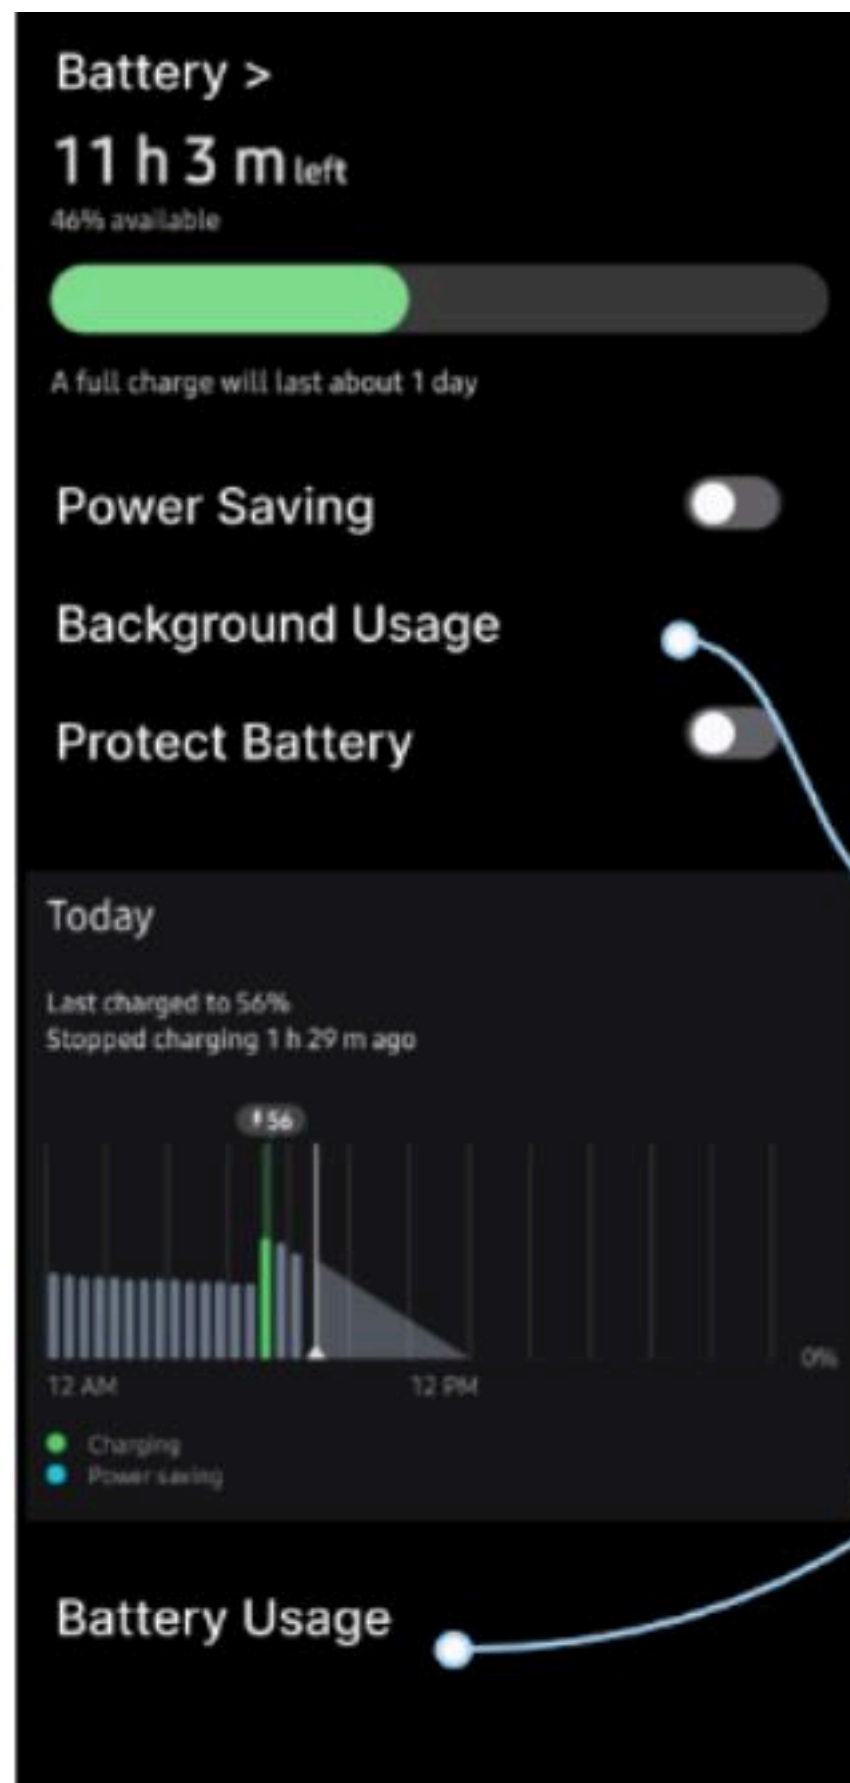 Battery >
11 h 3 m left
46% available
A full charge will last about 1 day
Power Saving
Background Usage
Protect Battery
Today
Last charged to 56%
Stopped charging 1 h 29 m ago
56
0%
12 AM 12 PM
Charging
Power saving
Battery Usage